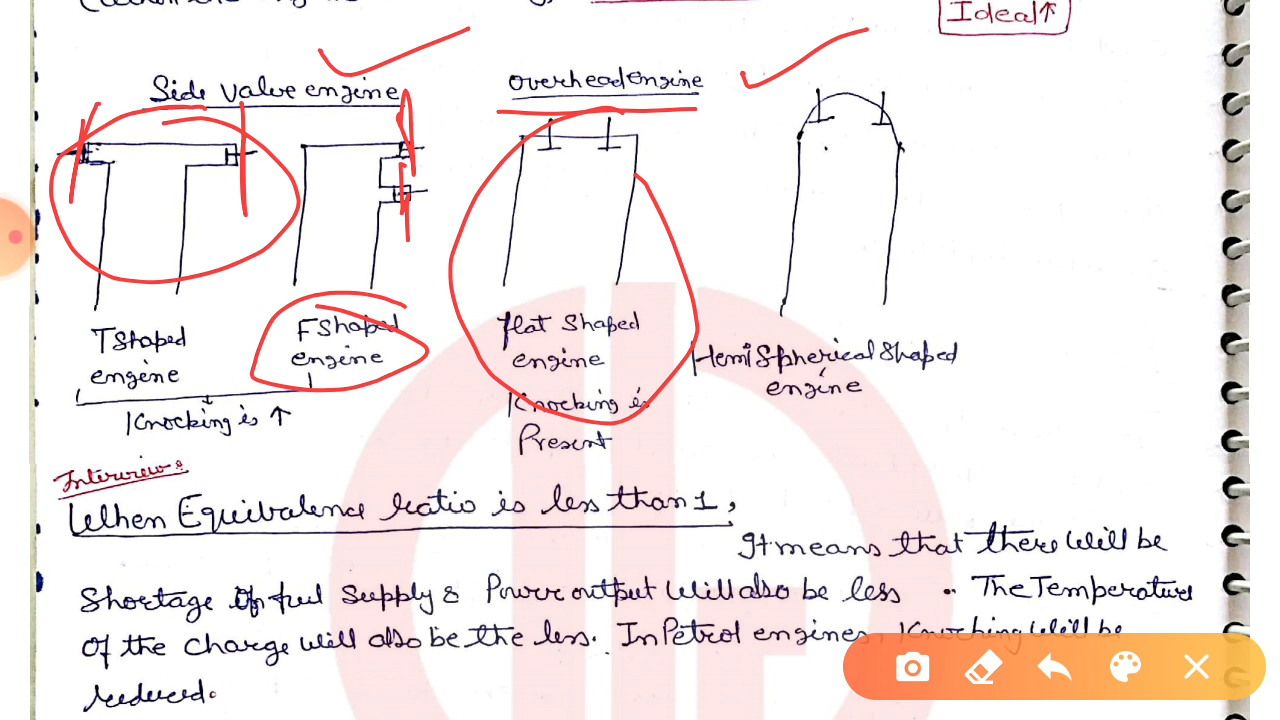 Ideal↑
Side valve engine
overhead engine
T Shaped
engine
F Shaped
engine
flat Shaped
engine
Hemi Spherical Shaped
engine
Knocking is ↑
Knocking is
Present
Interview:
When Equivalence ratio is less than 1,
It means that there will be
Shortage of fuel supply & Power output will also be less .. The Temperature
Of the charge will also be the less. In Petrol engines, Knocking will be
reduced.